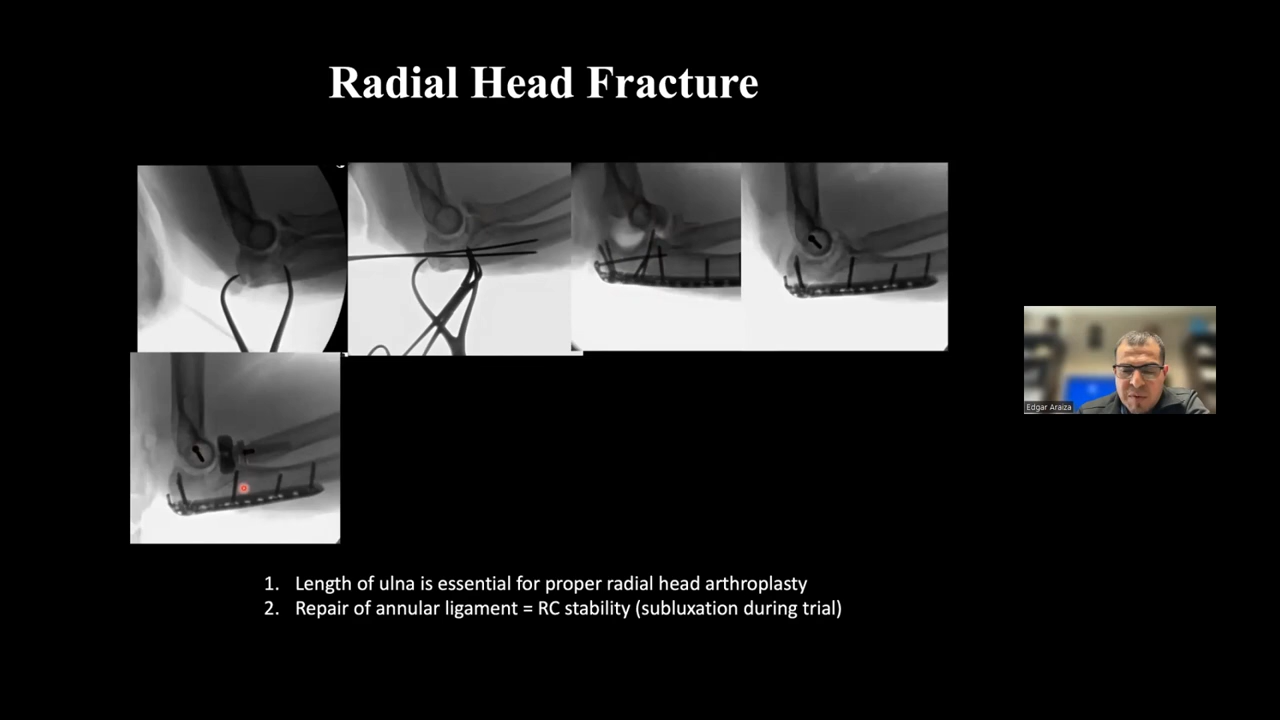 Radial Head Fracture
Edgar Araiza
1. Length of ulna is essential for proper radial head arthroplasty
2. Repair of annular ligament = RC stability (subluxation during trial)